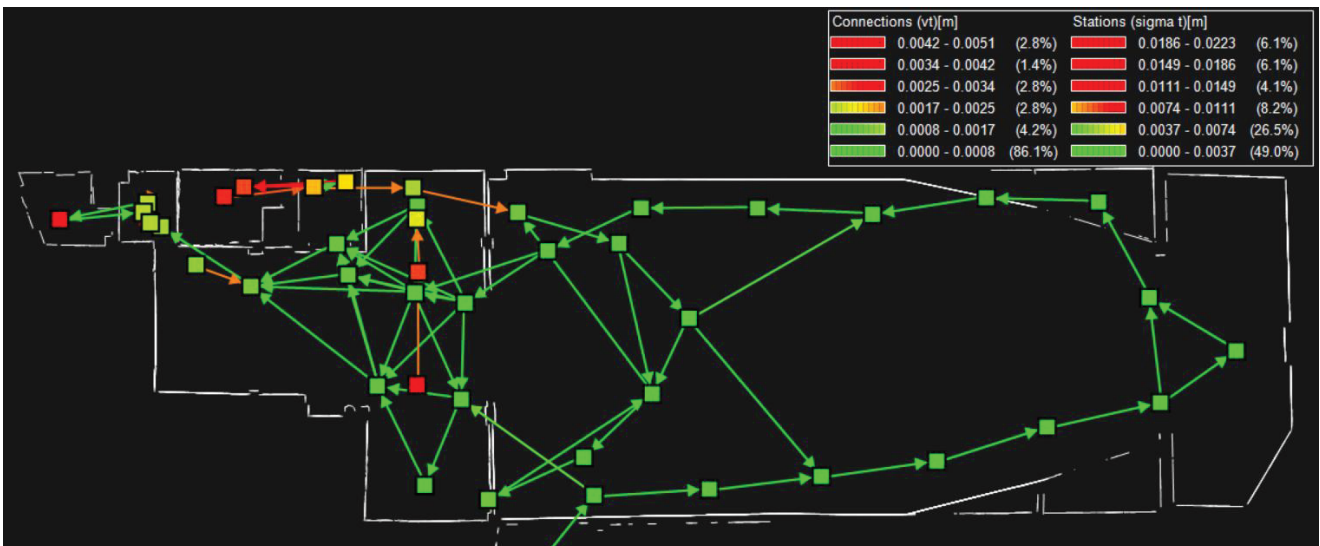 Connections (vt)[m] Stations (sigma t)[m]
0.0042 - 0.0051 (2.8%) 0.0186 - 0.0223 (6.1%)
0.0034 - 0.0042 (1.4%) 0.0149 - 0.0186 (6.1%)
0.0025 - 0.0034 (2.8%) 0.0111 - 0.0149 (4.1%)
0.0017 - 0.0025 (2.8%) 0.0074 - 0.0111 (8.2%)
0.0008 - 0.0017 (4.2%) 0.0037 - 0.0074 (26.5%)
0.0000 - 0.0008 (86.1%) 0.0000 - 0.0037 (49.0%)